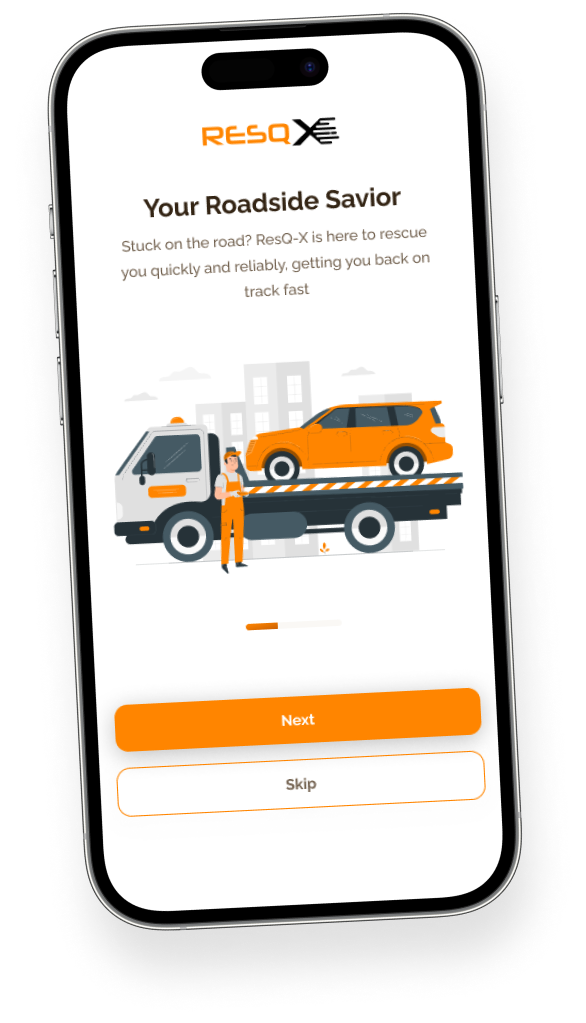 RESQX
Your Roadside Savior
Stuck on the road? ResQ-X is here to rescue
you quickly and reliably, getting you back on
track fast
Next
Skip